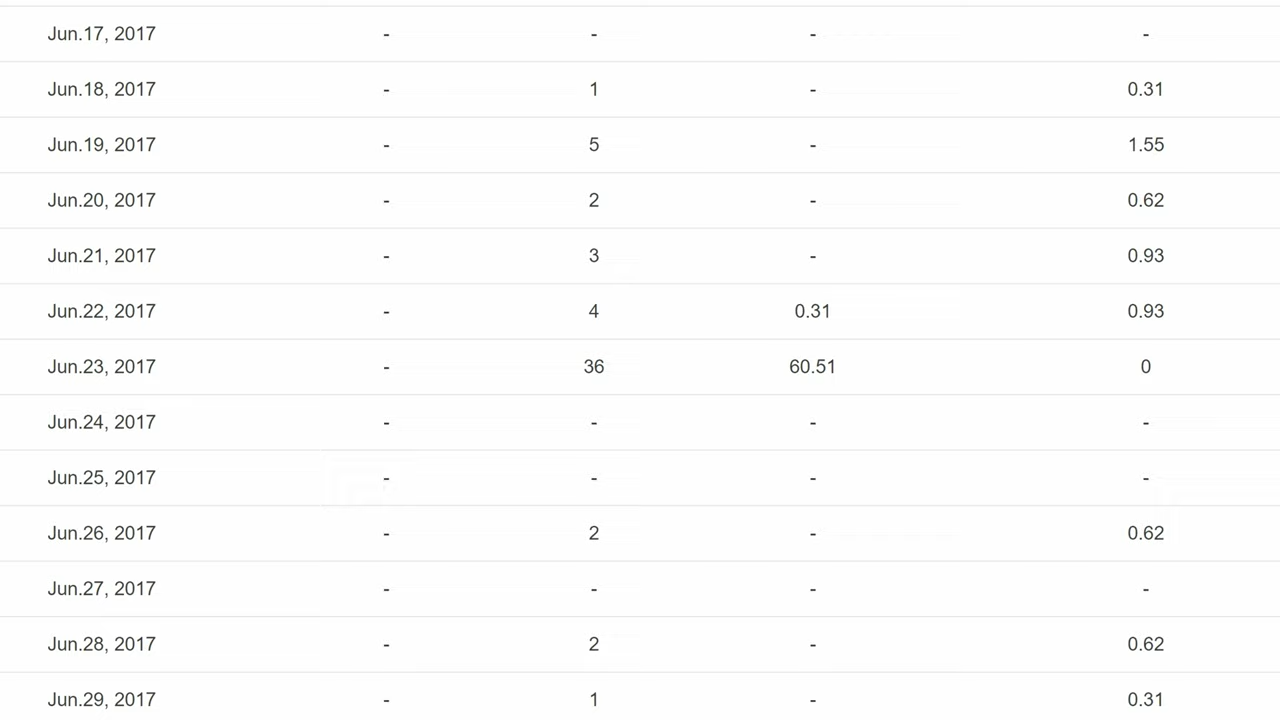 Jun.17, 2017 - - - -
Jun.18, 2017 - 1 - 0.31
Jun.19, 2017 - 5 - 1.55
Jun.20, 2017 - 2 - 0.62
Jun.21, 2017 - 3 - 0.93
Jun.22, 2017 - 4 0.31 0.93
Jun.23, 2017 - 36 60.51 0
Jun.24, 2017 - - - -
Jun.25, 2017 - - - -
Jun.26, 2017 - 2 - 0.62
Jun.27, 2017 - - - -
Jun.28, 2017 - 2 - 0.62
Jun.29, 2017 - 1 - 0.31